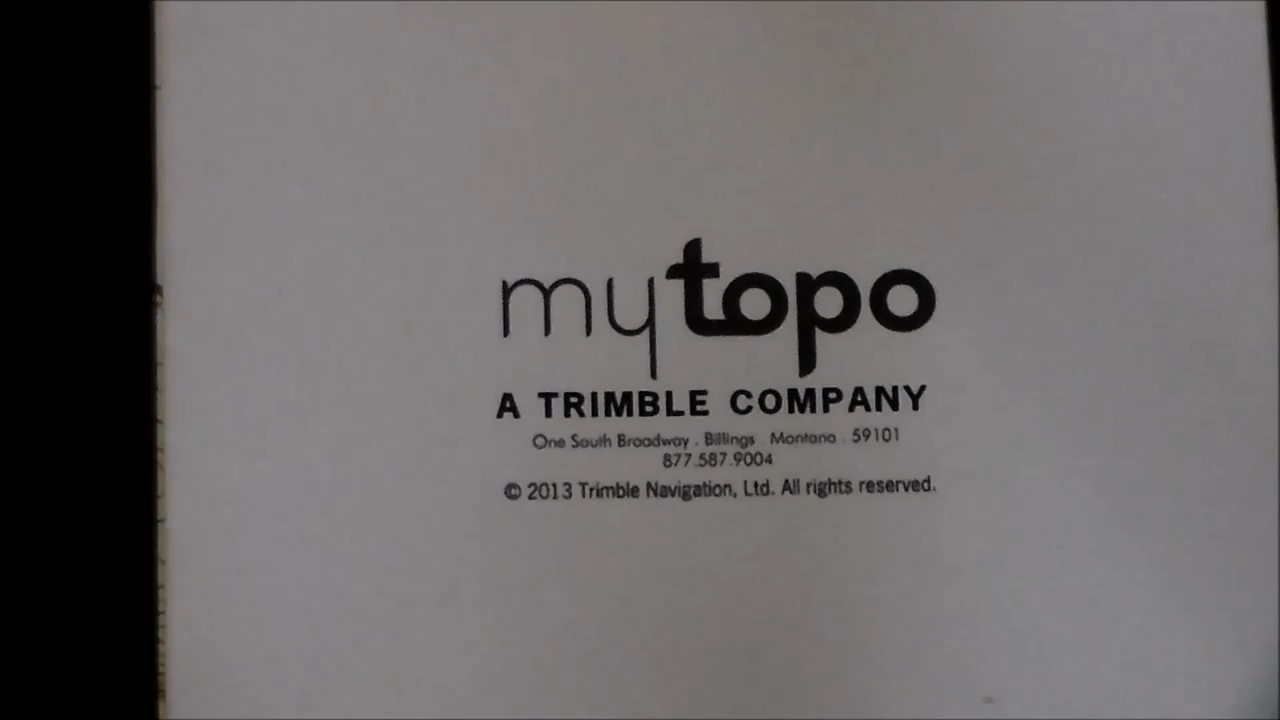 mytopo
A TRIMBLE COMPANY
One South Broadway . Billings . Montana . 59101
877.587.9004
© 2013 Trimble Navigation, Ltd. All rights reserved.